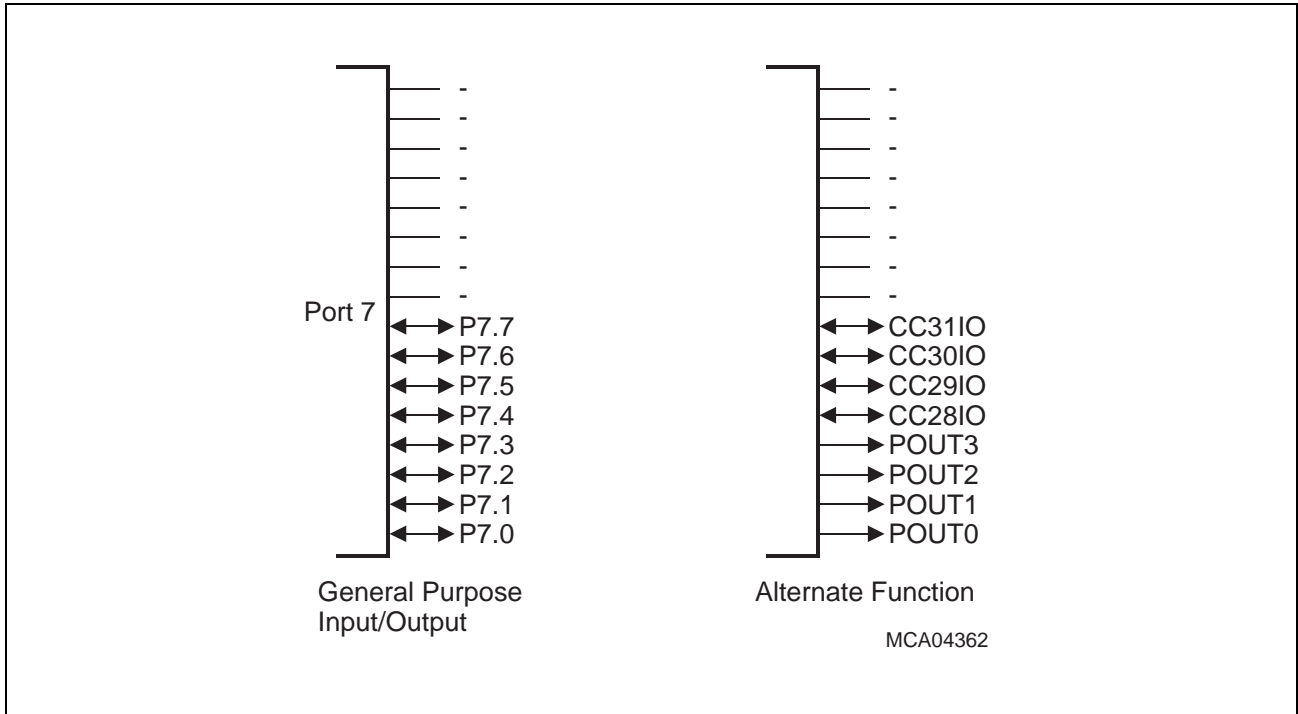 -
-
-
-
-
-
-
-
Port 7
P7.7
P7.6
P7.5
P7.4
P7.3
P7.2
P7.1
P7.0
General Purpose
Input/Output
-
-
-
-
-
-
-
-
CC31IO
CC30IO
CC29IO
CC28IO
POUT3
POUT2
POUT1
POUT0
Alternate Function
MCA04362